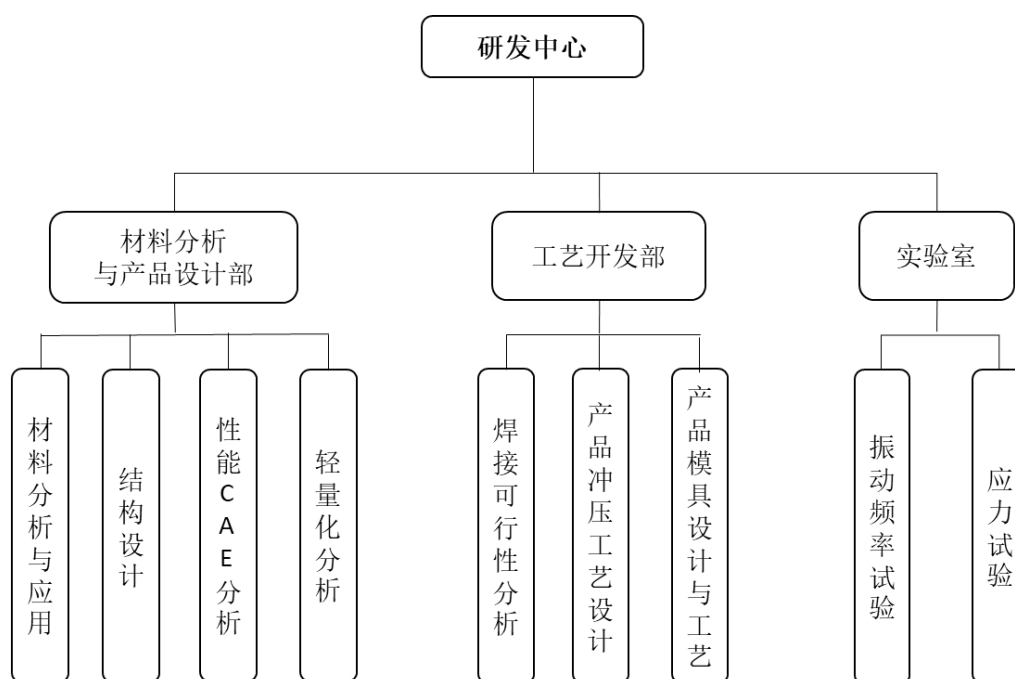 研发中心
材料分析
与产品设计部
工艺开发部
实验室
材料分析与应用
结构设计
性能CAE分析
轻量化分析
焊接可行性分析
产品冲压工艺设计
产品模具设计与工艺
振动频率试验
应力试验